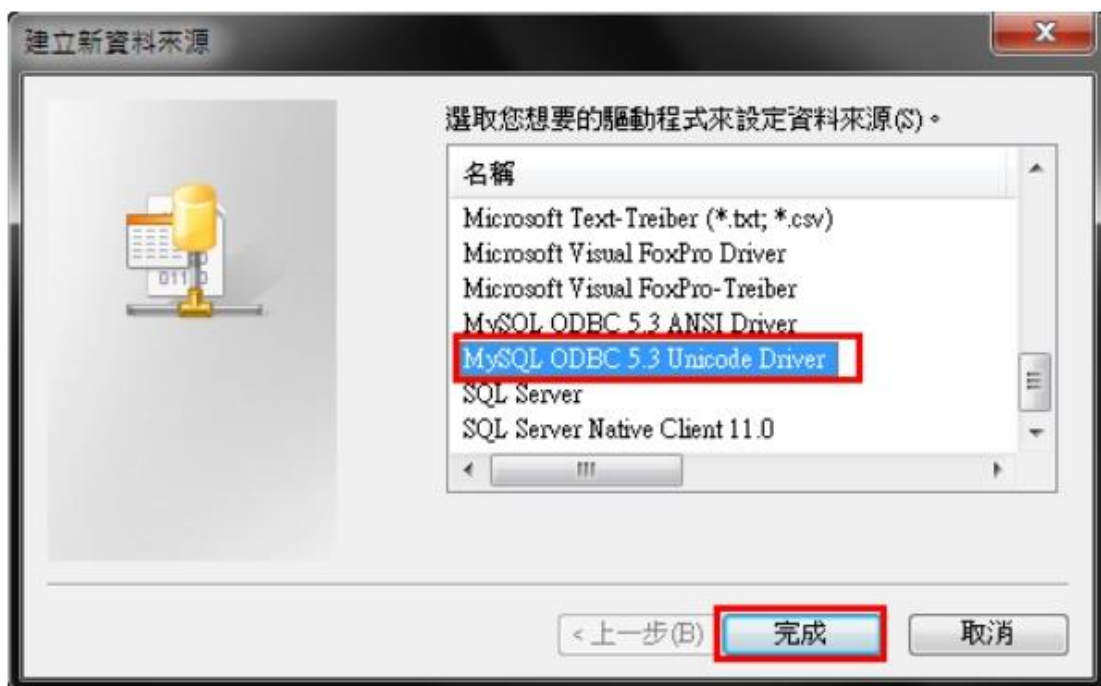 建立新資料來源
選取您想要的驅動程式來設定資料來源(S)。
名稱
Microsoft Text-Treiber (*.txt; *.csv)
Microsoft Visual FoxPro Driver
Microsoft Visual FoxPro-Treiber
MySQL ODBC 5.3 ANSI Driver
MySQL ODBC 5.3 Unicode Driver
SQL Server
SQL Server Native Client 11.0
<上一步(B)
完成
取消